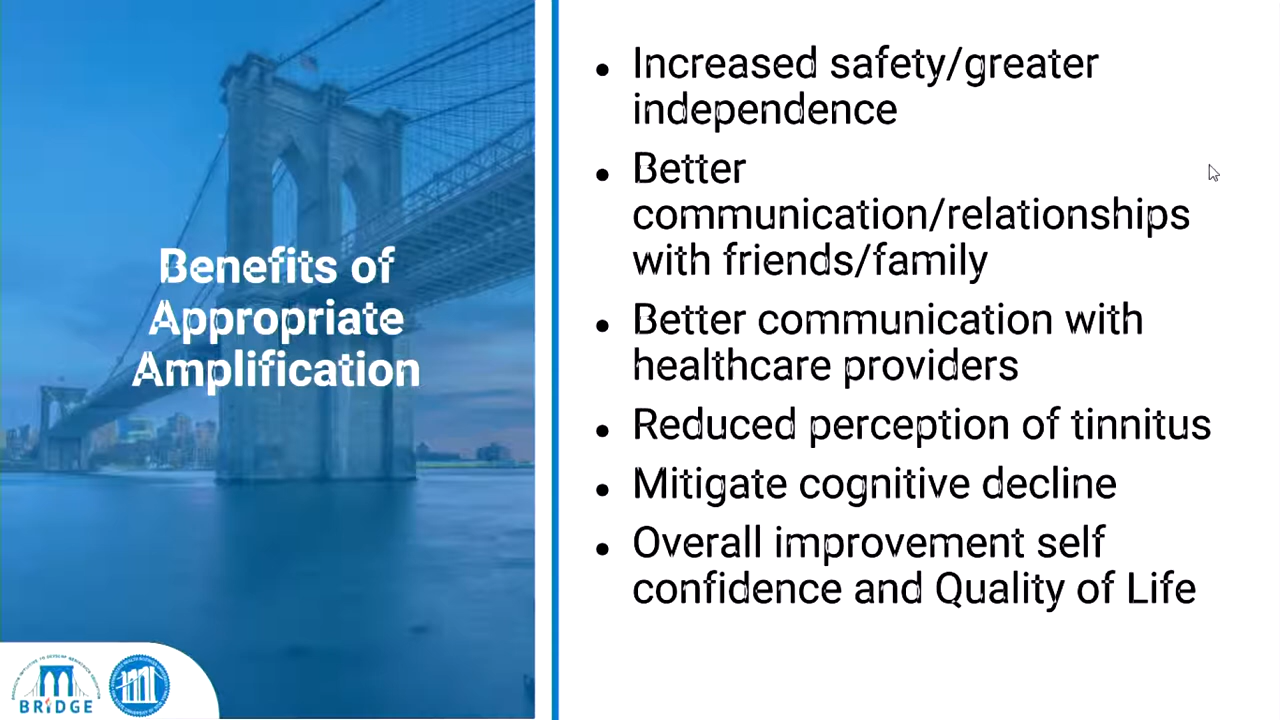 Benefits of
Appropriate
Amplification
• Increased safety/greater
independence
• Better
communication/relationships
with friends/family
• Better communication with
healthcare providers
• Reduced perception of tinnitus
• Mitigate cognitive decline
• Overall improvement self
confidence and Quality of Life
BRIDGE